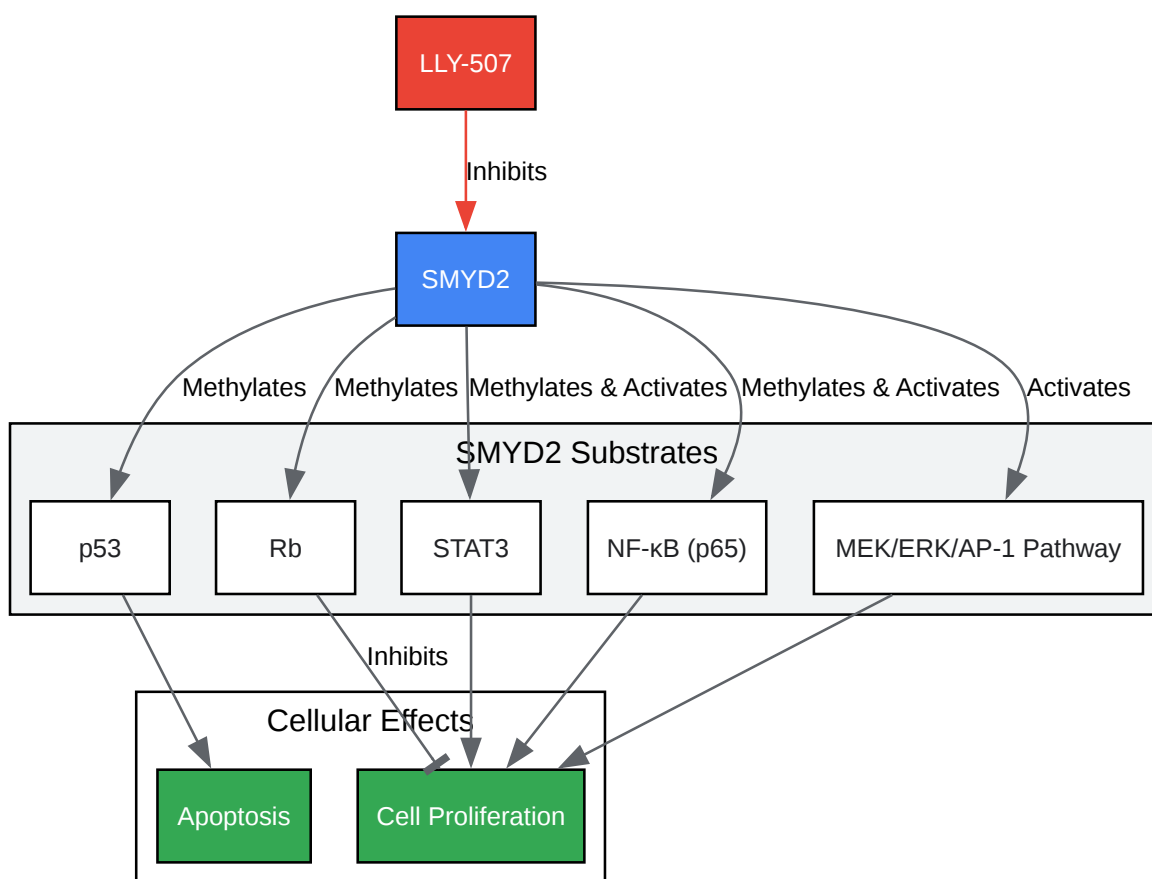 LLY-507
Inhibits
SMYD2
Methylates
Methylates
Methylates & Activates
Methylates & Activates
Activates
SMYD2 Substrates
p53
Rb
STAT3
NF-κB (p65)
MEK/ERK/AP-1 Pathway
Inhibits
Cellular Effects
Apoptosis
Cell Proliferation